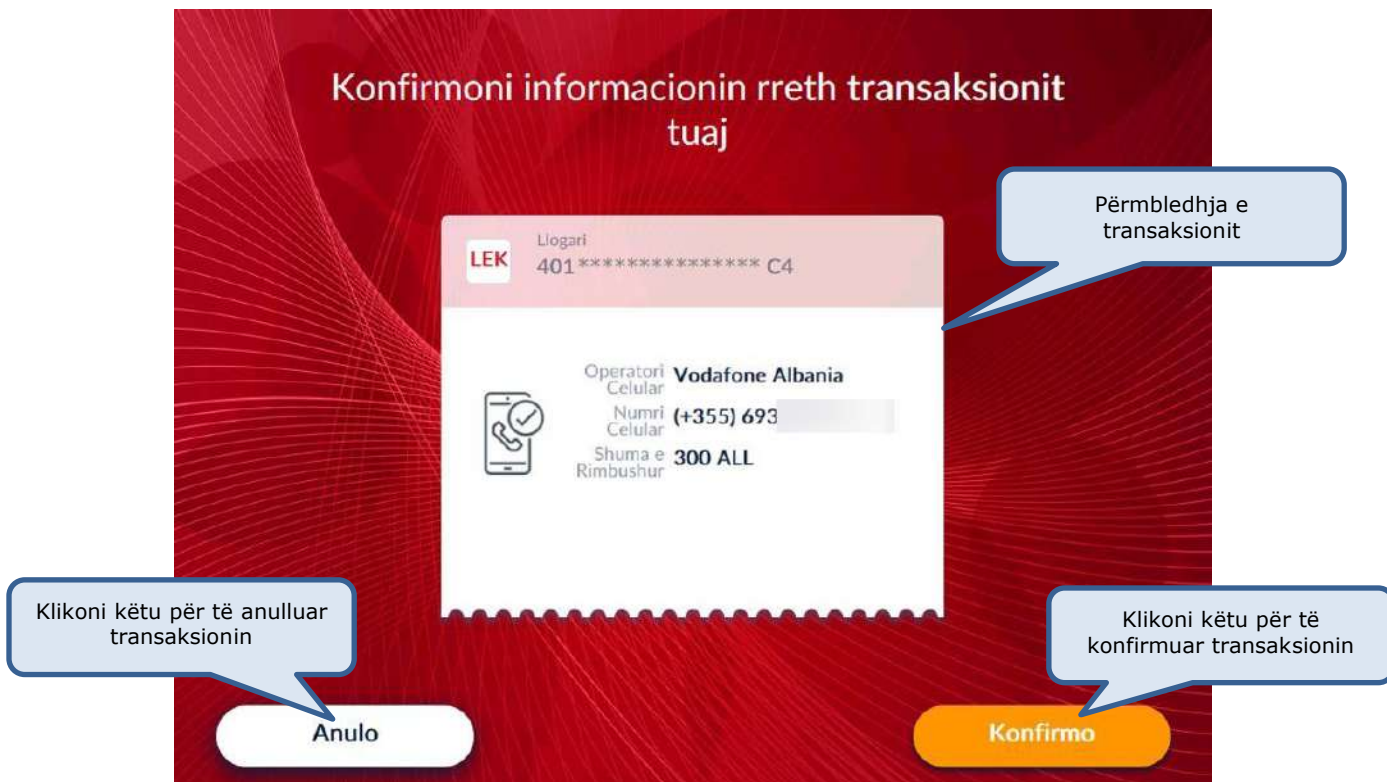 Konfirmoni informacionin rreth transaksionit
tuaj
Përmbledhja e
transaksionit
LEK
Llogari
401*************** C4
Operatori
Celular
Vodafone Albania
Numri
Celular
(+355) 693
Shuma e
Rimbushur
300 ALL
Klikoni këtu për të anulluar
transaksionin
Klikoni këtu për të
konfirmuar transaksionin
Anulo
Konfirmo